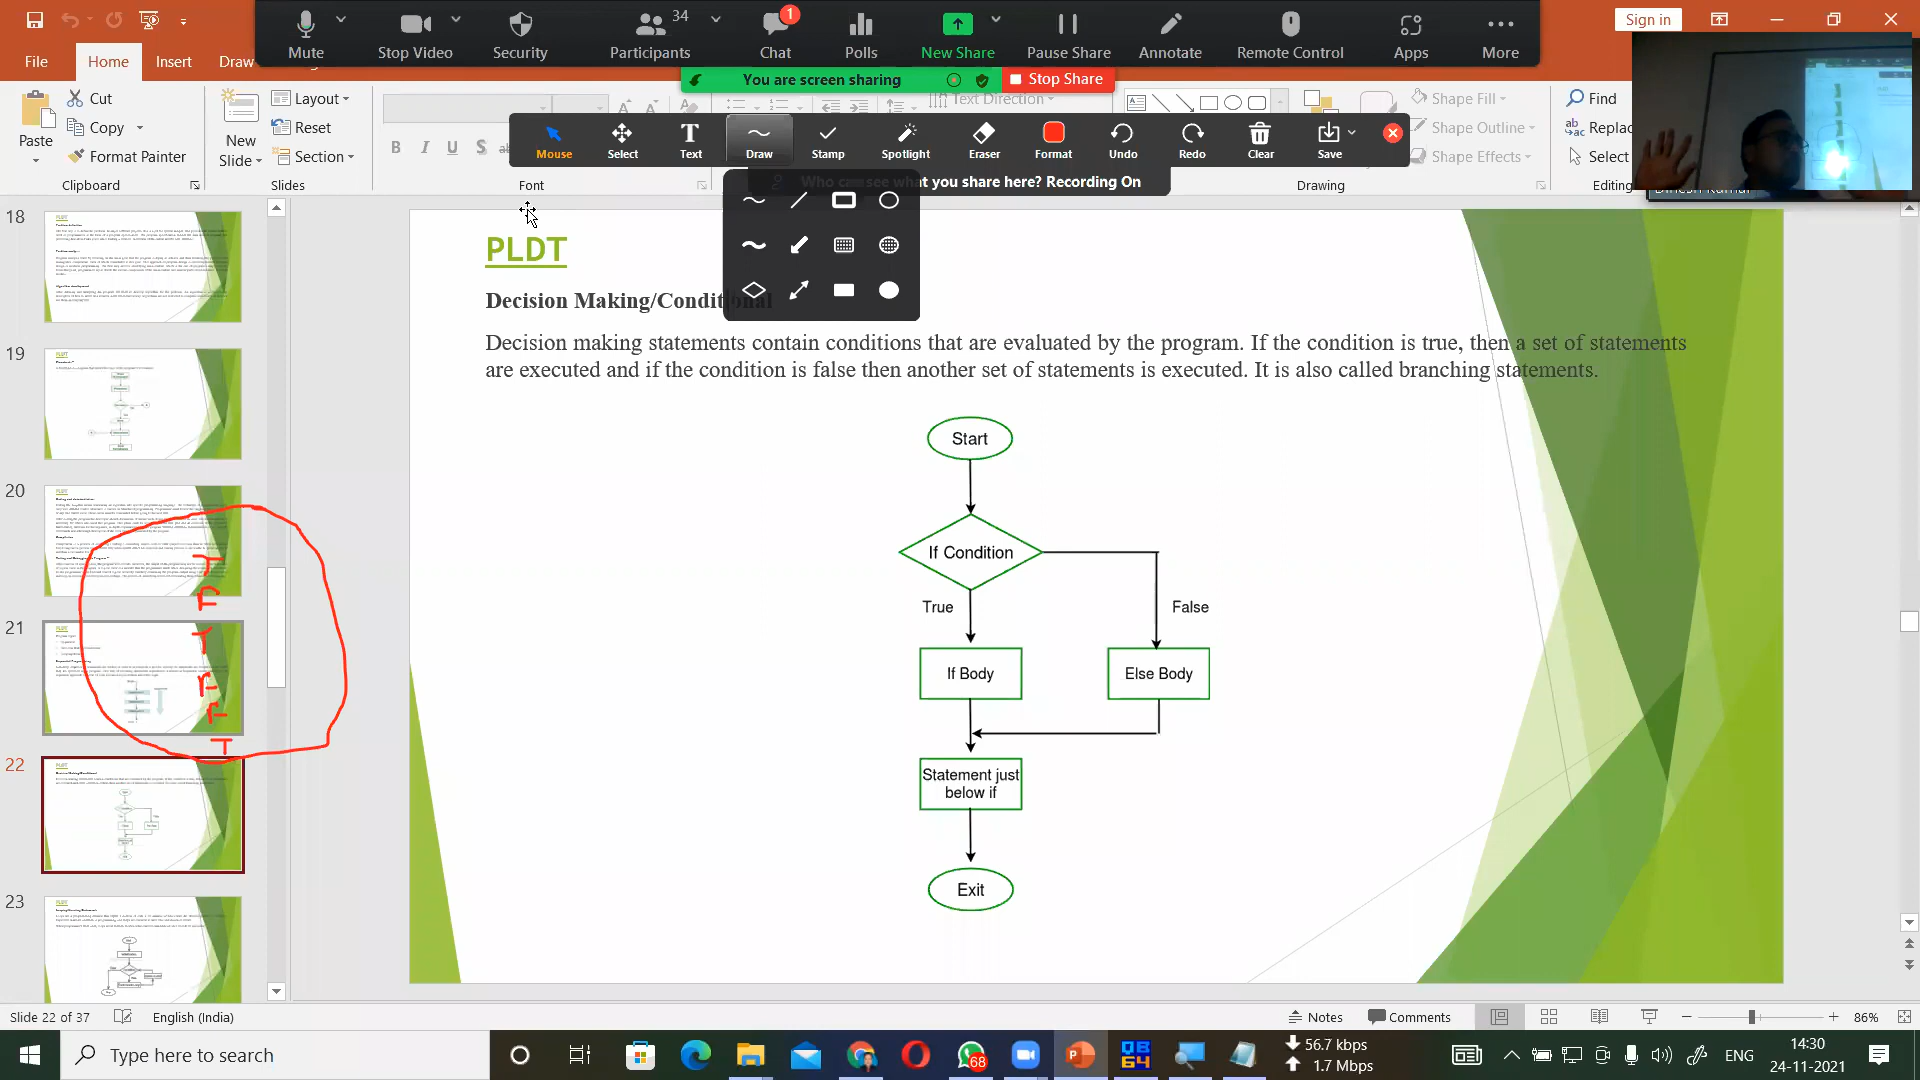 Mute
Stop Video
Security
34
Participants
1
Chat
Polls
New Share
Pause Share
Annotate
Remote Control
Apps
More
Sign in
You are screen sharing
Stop Share
File
Home
Insert
Draw
Cut
Copy
Format Painter
Paste
Clipboard
New
Slide
Layout
Reset
Section
Slides
B
I
U
S
Font
Text Direction
Shape Fill
Shape Outline
Shape Effects
Drawing
Find
Select
Editing
Mouse
Select
Text
Draw
Stamp
Spotlight
Eraser
Format
Undo
Redo
Clear
Save
Who can see what you share here? Recording On
18
19
20
21
22
23
PLDT
Decision Making/Conditional
Decision making statements contain conditions that are evaluated by the program. If the condition is true, then a set of statements
are executed and if the condition is false then another set of statements is executed. It is also called branching statements.
Start
If Condition
True
False
If Body
Else Body
Statement just
below if
Exit
Slide 22 of 37
English (India)
Notes
Comments
86%
Type here to search
68
QB
64
56.7 kbps
1.7 Mbps
ENG
14:30
24-11-2021